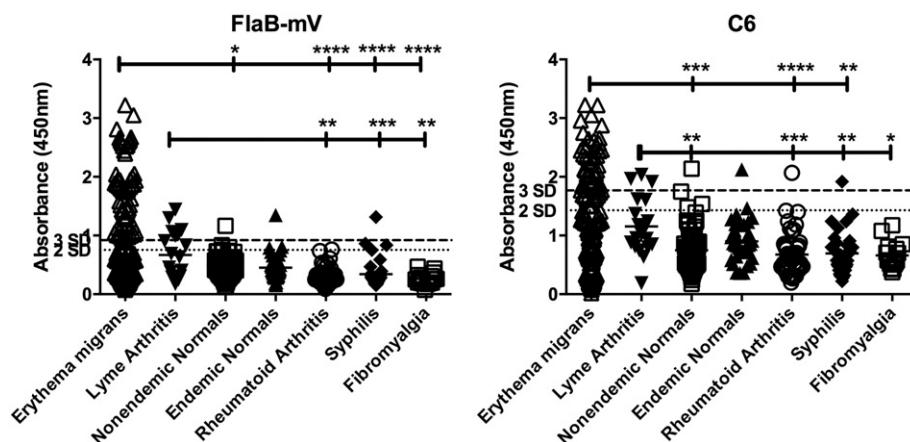 FlaB-mV
Absorbance (450nm)
4
3
2
1
0
* **** **** ****
** *** **
3 SD
2 SD
Erythema migrans
Lyme Arthritis
Nonendemic Normals
Endemic Normals
Rheumatoid Arthritis
Syphilis
Fibromyalgia
C6
Absorbance (450nm)
4
3
2
1
0
*** **** **
** *** ** *
3 SD
2 SD
Erythema migrans
Lyme Arthritis
Nonendemic Normals
Endemic Normals
Rheumatoid Arthritis
Syphilis
Fibromyalgia